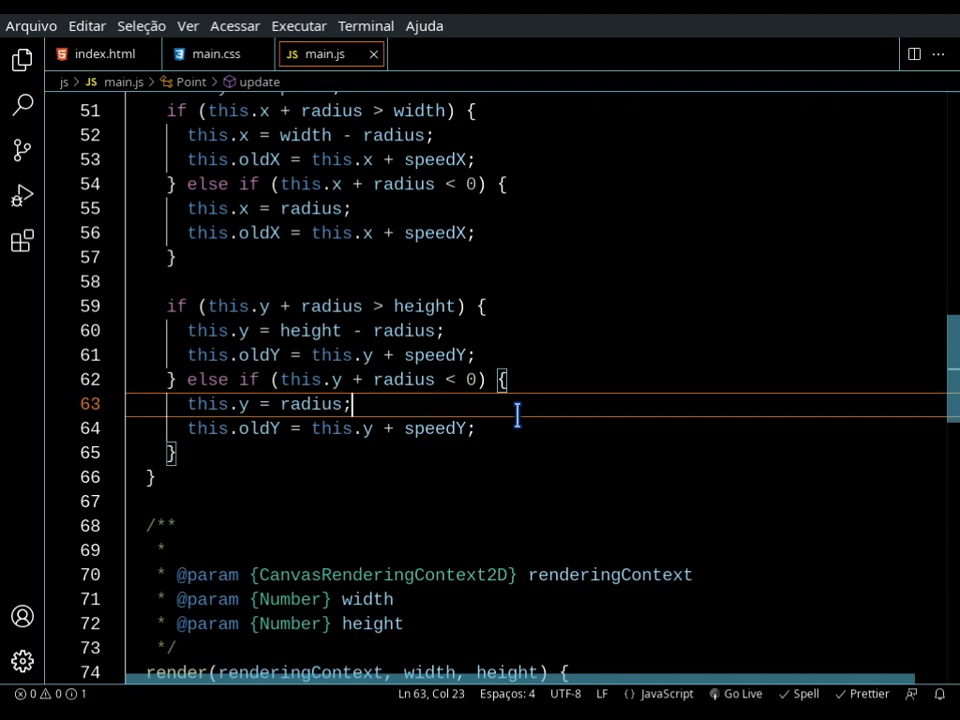 Arquivo Editar Seleção Ver Acessar Executar Terminal Ajuda
index.html main.css JS main.js
js > JS main.js > Point > update
51 if (this.x + radius > width) {
52 this.x = width - radius;
53 this.oldX = this.x + speedX;
54 } else if (this.x + radius < 0) {
55 this.x = radius;
56 this.oldX = this.x + speedX;
57 }
58
59 if (this.y + radius > height) {
60 this.y = height - radius;
61 this.oldY = this.y + speedY;
62 } else if (this.y + radius < 0) {
63 this.y = radius;
64 this.oldY = this.y + speedY;
65 }
66 }
67
68 /**
69 *
70 * @param {CanvasRenderingContext2D} renderingContext
71 * @param {Number} width
72 * @param {Number} height
73 */
74 render(renderingContext, width, height) {
0 0 1 Ln 63, Col 23 Espaços: 4 UTF-8 LF {} JavaScript Go Live Spell Prettier